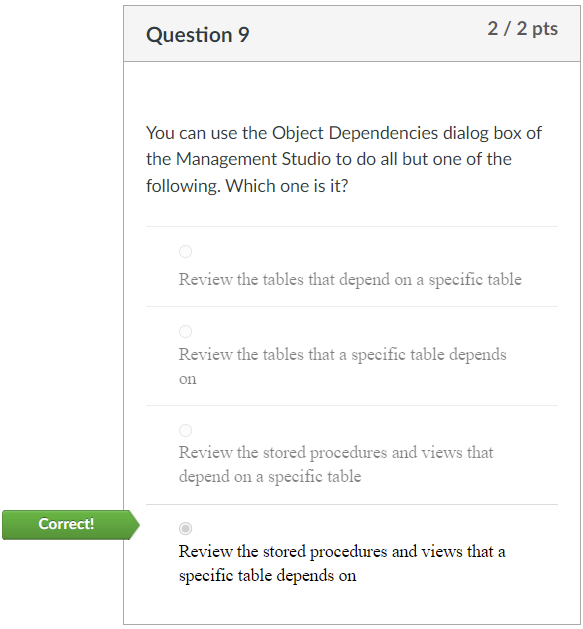 Question 9
2 / 2 pts
You can use the Object Dependencies dialog box of
the Management Studio to do all but one of the
following. Which one is it?
Review the tables that depend on a specific table
Review the tables that a specific table depends
on
Review the stored procedures and views that
depend on a specific table
Correct!
Review the stored procedures and views that a
specific table depends on